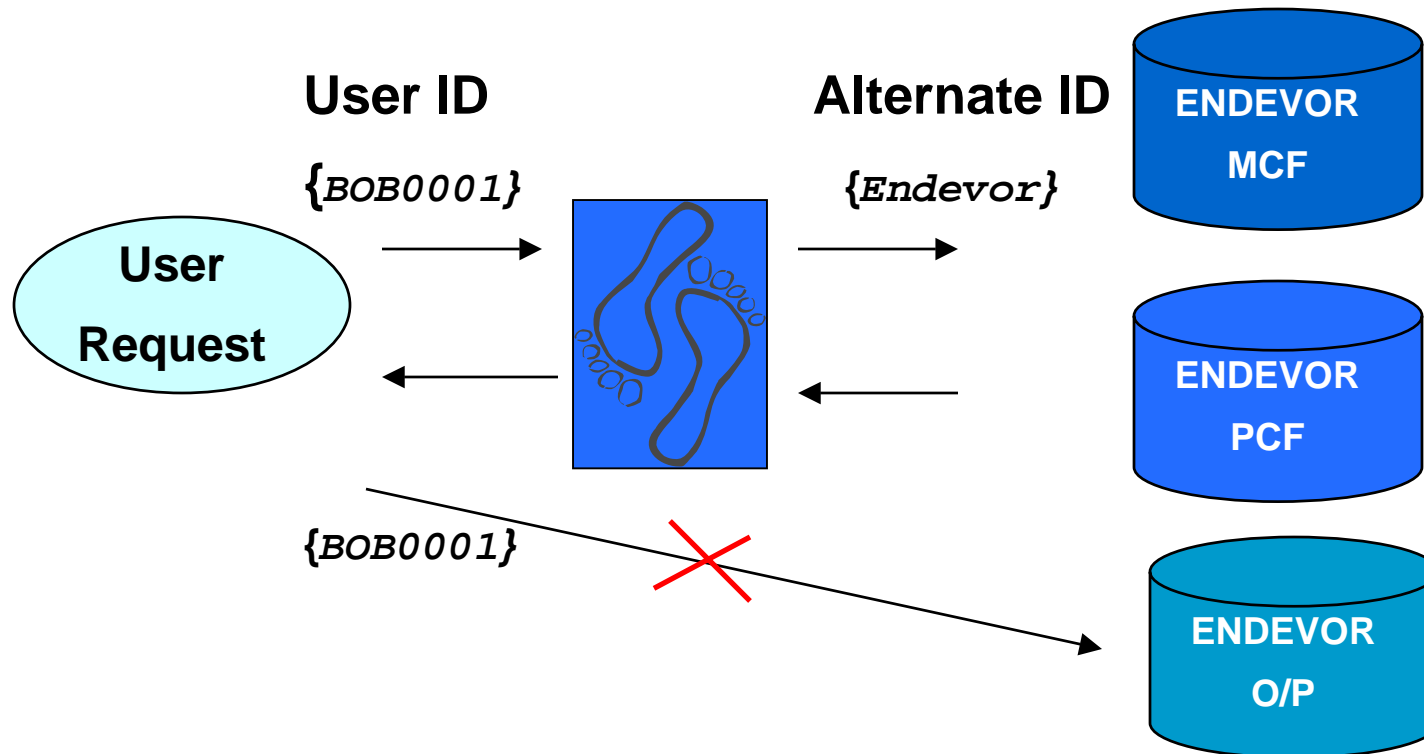 User ID
Alternate ID
{BOB0001}
{Endevor}
User
Request
{BOB0001}
ENDEVOR
MCF
ENDEVOR
PCF
ENDEVOR
O/P